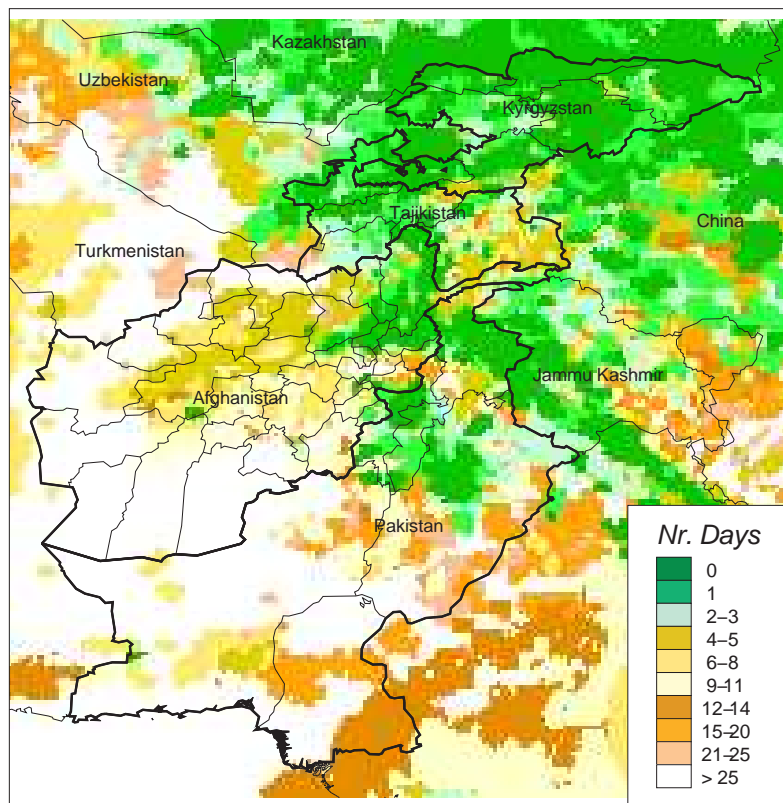 Kazakhstan
Uzbekistan
Kyrgyzstan
Tajikistan
China
Turkmenistan
Jammu Kashmir
Afghanistan
Pakistan
Nr. Days
0
1
2–3
4–5
6–8
9–11
12–14
15–20
21–25
> 25